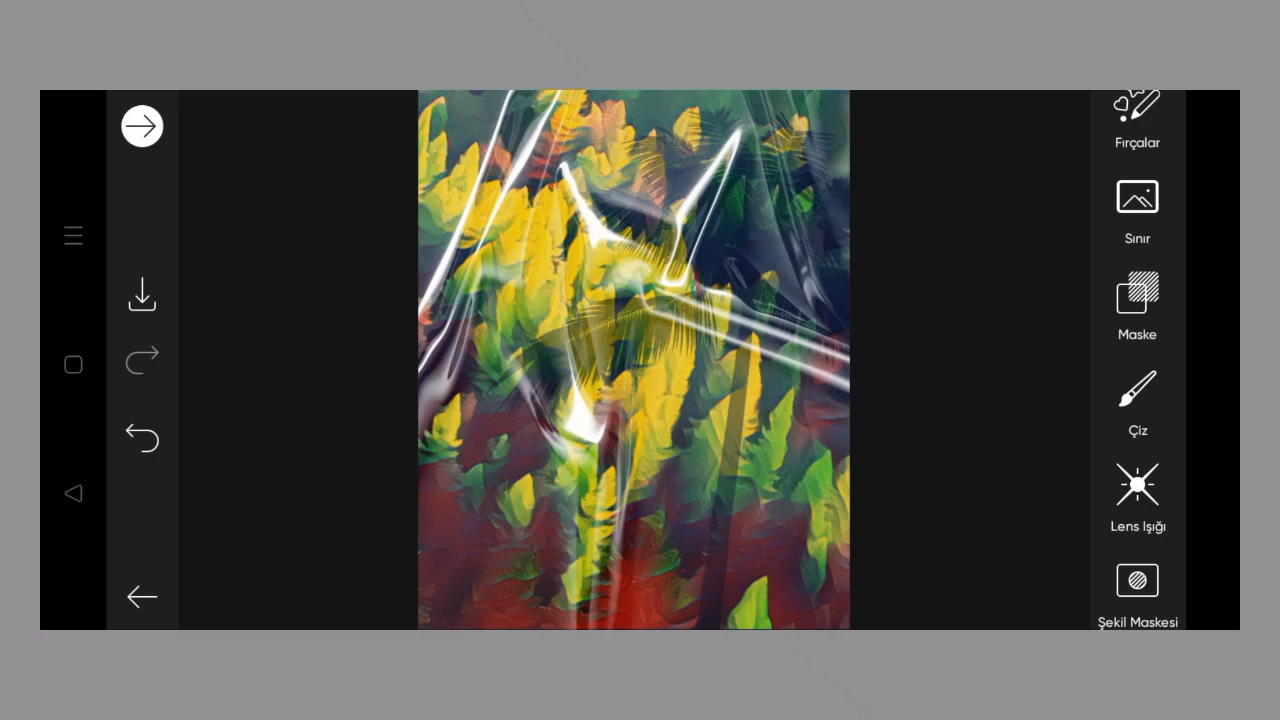 Fırçalar
Sınır
Maske
Çiz
Lens Işığı
Şekil Maskesi